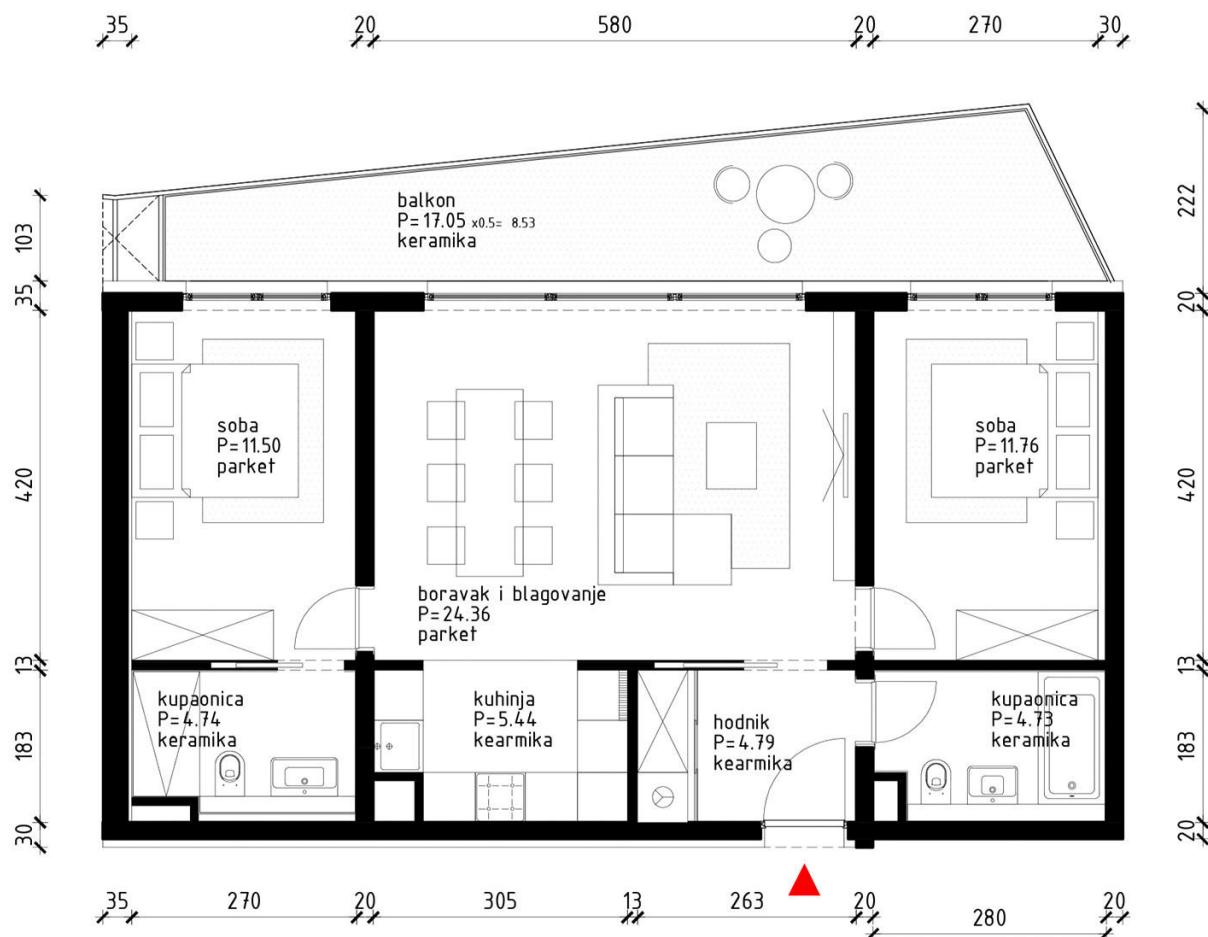 35
20
580
20
270
30
balkon
P=17.05 x0.5= 8.53
keramika
103
35
420
13
183
30
222
20
420
13
183
20
soba
P=11.50
parket
soba
P=11.76
parket
boravak i blagovanje
P=24.36
parket
kupaonica
P=4.74
keramika
kuhinja
P=5.44
kearmika
hodnik
P=4.79
kearmika
kupaonica
P=4.73
keramika
35
270
20
305
13
263
20
280
20